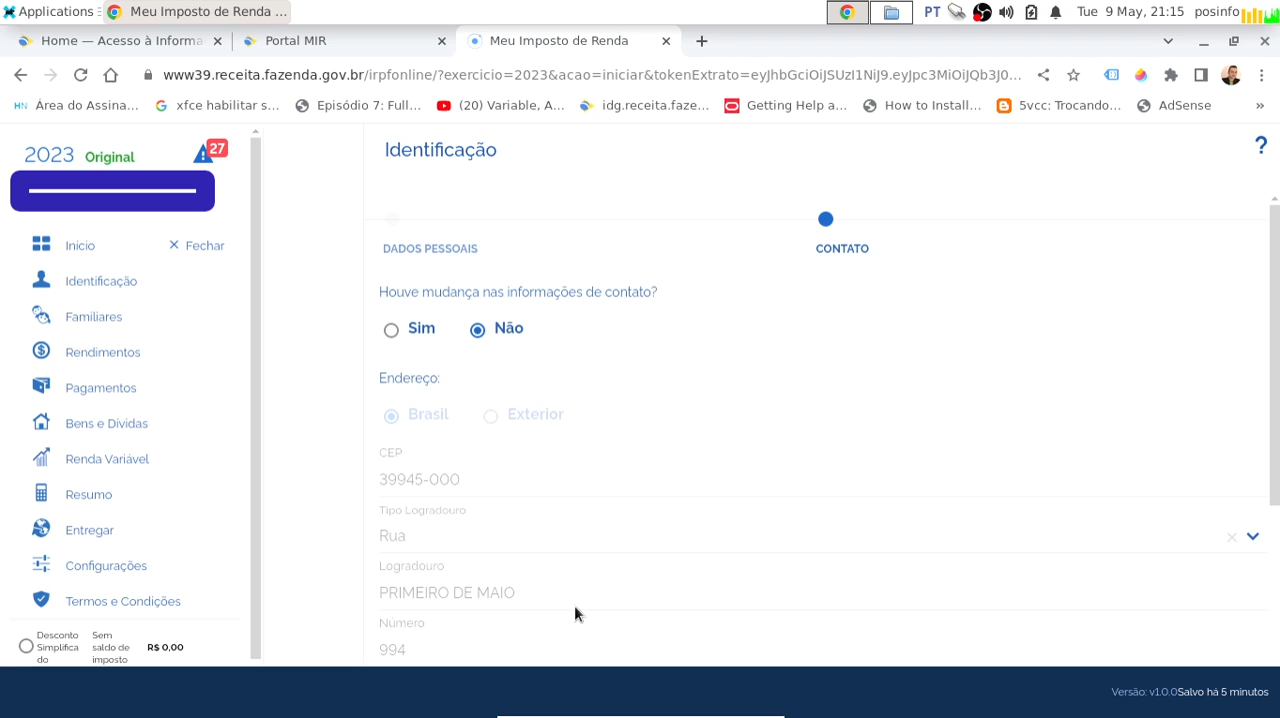 Applications
Meu Imposto de Renda ...
PT
Tue 9 May, 21:15
posinfo
Home — Acesso à Informa
Portal MIR
Meu Imposto de Renda
www39.receita.fazenda.gov.br/irpfonline/?exercicio=2023&acao=iniciar&tokenExtrato=eyJhbGciOiJSUzI1NiJ9.eyJpc3MiOiJQb3J0...
HN Área do Assina...
G xfce habilitar s...
Episódio 7: Full...
(20) Variable, A...
idg.receita.faze...
Getting Help a...
How to Install...
5vcc: Trocando...
AdSense
»
2023 Original
27
Identificação
?
Início
Fechar
Identificação
Familiares
Rendimentos
Pagamentos
Bens e Dívidas
Renda Variável
Resumo
Entregar
Configurações
Termos e Condições
Desconto
Simplifica
do
Sem
saldo de
imposto
R$ 0,00
DADOS PESSOAIS
CONTATO
Houve mudança nas informações de contato?
Sim
Não
Endereço:
Brasil
Exterior
CEP
39945-000
Tipo Logradouro
Rua
Logradouro
PRIMEIRO DE MAIO
Número
994
Versão: v1.0.0Salvo há 5 minutos